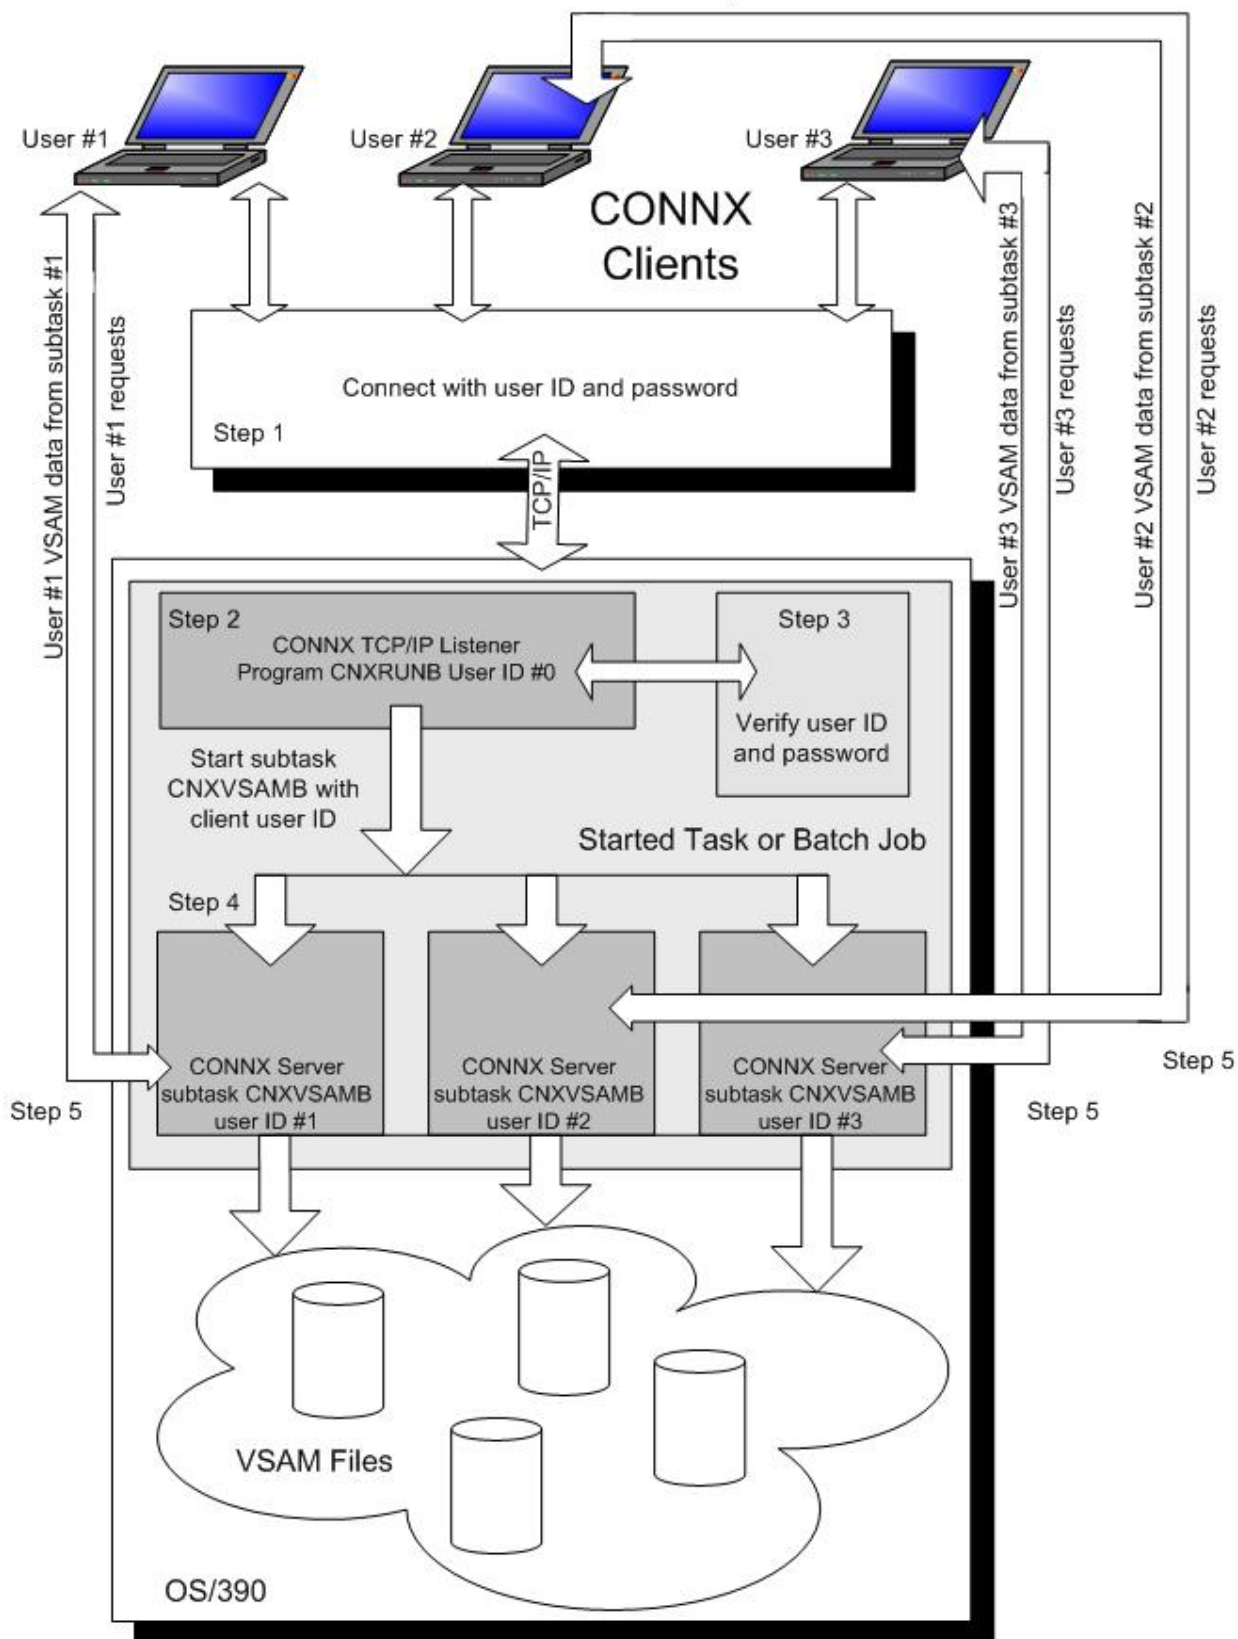 User #1
User #2
User #3
CONNX
Clients
User #1 VSAM data from subtask #1
User #1 requests
User #3 VSAM data from subtask #3
User #3 requests
User #2 VSAM data from subtask #2
User #2 requests
Connect with user ID and password
Step 1
TCP/IP
Step 2
CONNX TCP/IP Listener
Program CNXRUNB User ID #0
Step 3
Verify user ID
and password
Start subtask
CNXVSAMB with
client user ID
Started Task or Batch Job
Step 4
CONNX Server
subtask CNXVSAMB
user ID #1
CONNX Server
subtask CNXVSAMB
user ID #2
CONNX Server
subtask CNXVSAMB
user ID #3
Step 5
Step 5
Step 5
VSAM Files
OS/390